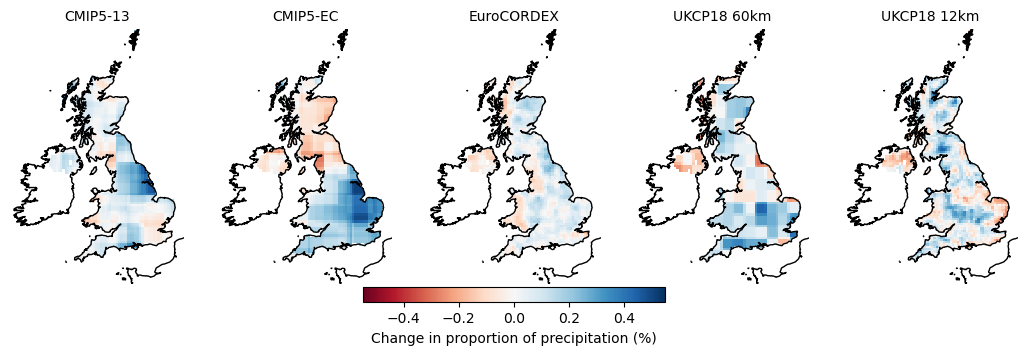 CMIP5-13 CMIP5-EC EuroCORDEX UKCP18 60km UKCP18 12km
−0.4 −0.2 0.0 0.2 0.4
Change in proportion of precipitation (%)